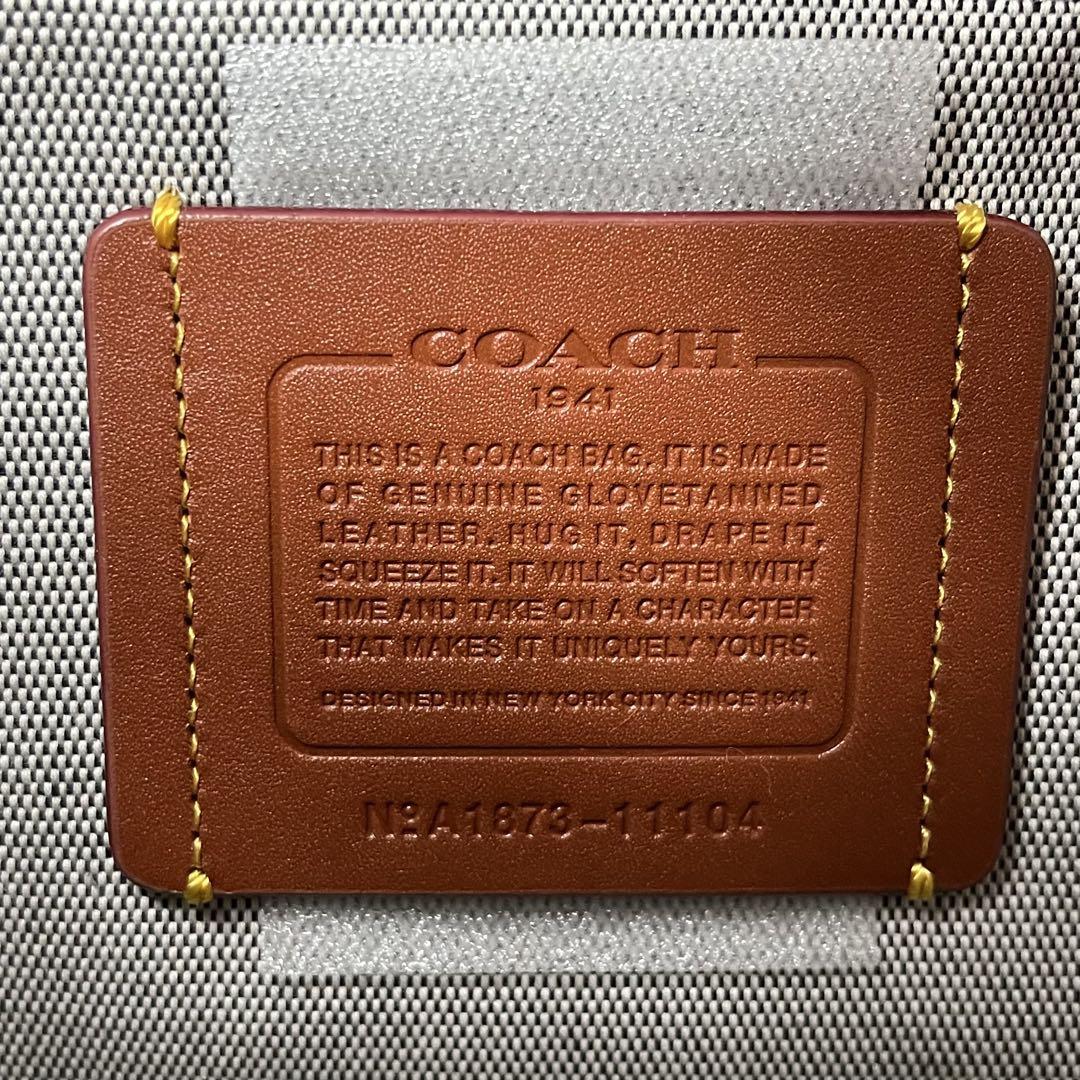 COACH
1941
THIS IS A COACH BAG. IT IS MADE
OF GENUINE GLOVETANNED
LEATHER. HUG IT, DRAPE IT,
SQUEEZE IT. IT WILL SOFTEN WITH
TIME AND TAKE ON A CHARACTER
THAT MAKES IT UNIQUELY YOURS.
DESIGNED IN NEW YORK CITY SINCE 1941
NºA1873-11104